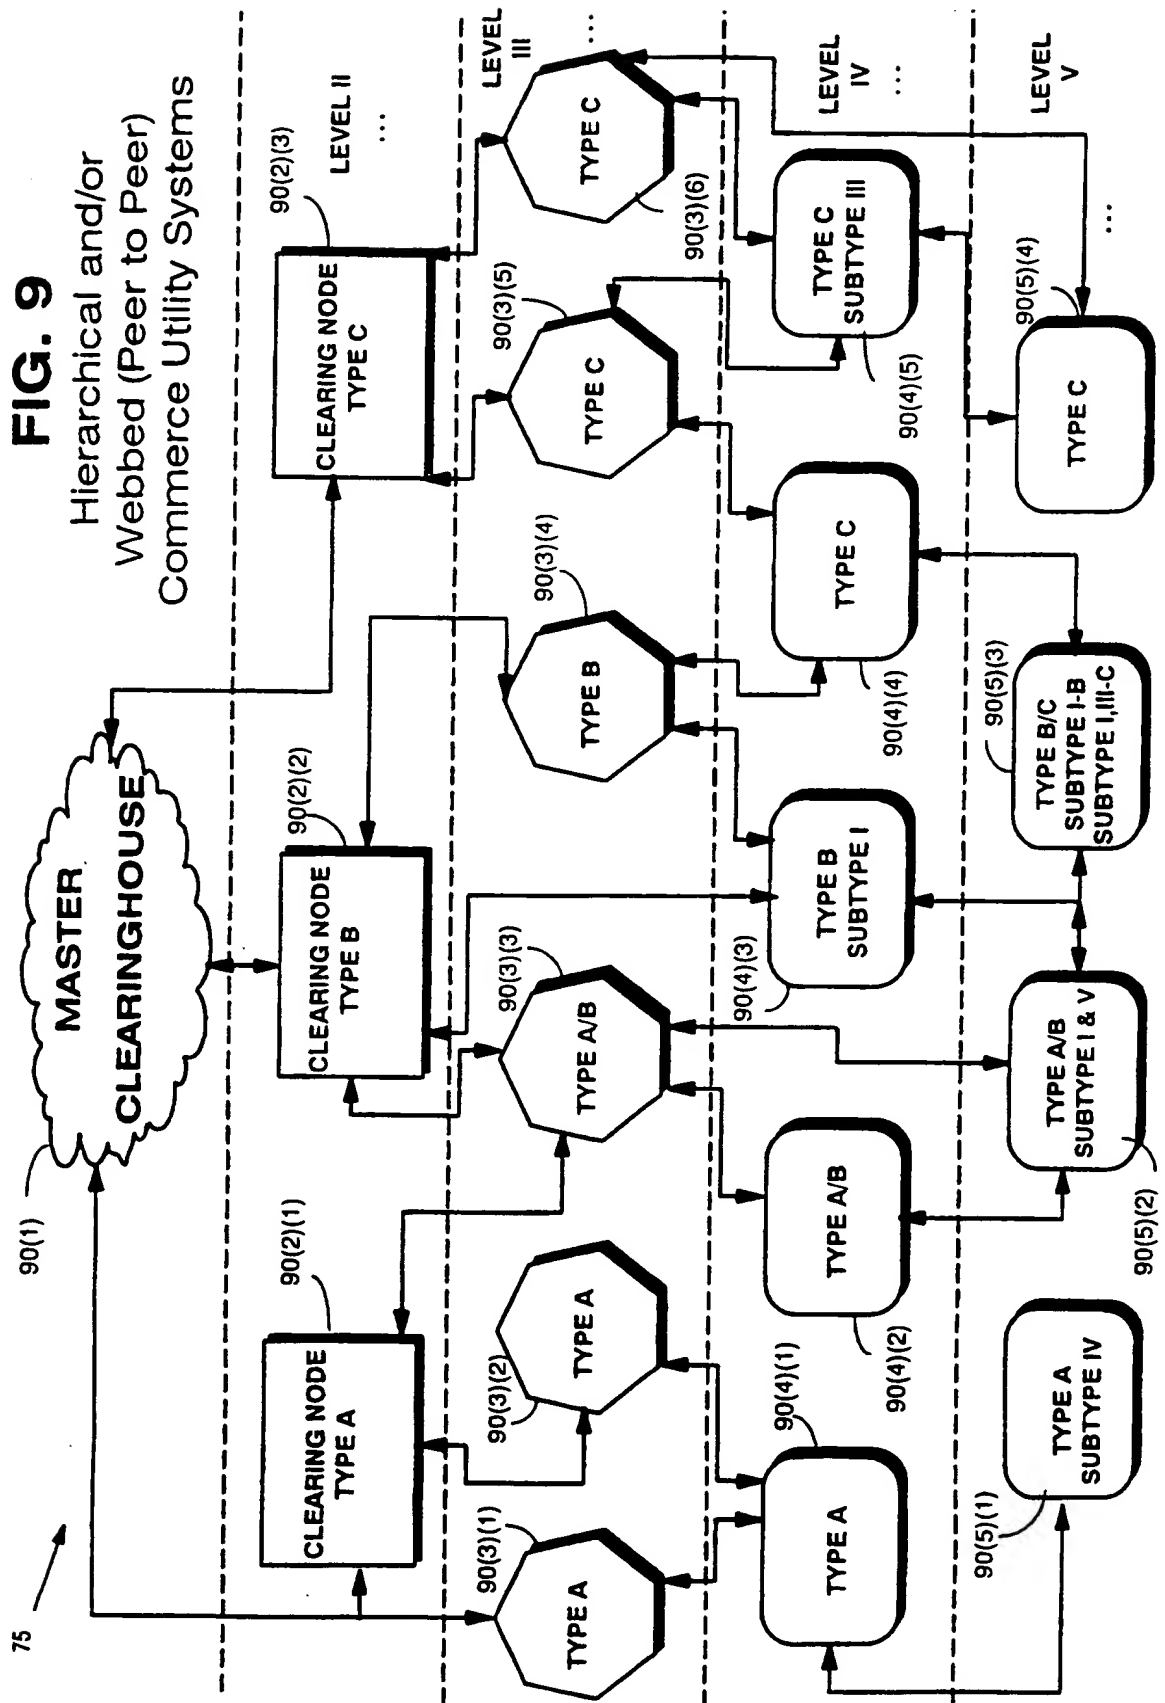 FIG. 9
Hierarchical and/or
Webbed (Peer to Peer)
Commerce Utility Systems
75
90(1)
MASTER
CLEARINGHOUSE
LEVEL II
...
90(2)(1)
CLEARING NODE
TYPE A
90(2)(2)
CLEARING NODE
TYPE B
90(2)(3)
CLEARING NODE
TYPE C
LEVEL
III
...
90(3)(1)
TYPE A
90(3)(2)
TYPE A
90(3)(3)
TYPE A/B
90(3)(4)
TYPE B
90(3)(5)
TYPE C
90(3)(6)
TYPE C
LEVEL
IV
...
90(4)(1)
TYPE A
90(4)(2)
TYPE A/B
90(4)(3)
TYPE B
SUBTYPE I
90(4)(4)
TYPE C
90(4)(5)
TYPE C
SUBTYPE III
LEVEL
V
...
90(5)(1)
TYPE A
SUBTYPE IV
90(5)(2)
TYPE A/B
SUBTYPE I & V
90(5)(3)
TYPE B/C
SUBTYPE I-B
SUBTYPE I,III-C
90(5)(4)
TYPE C